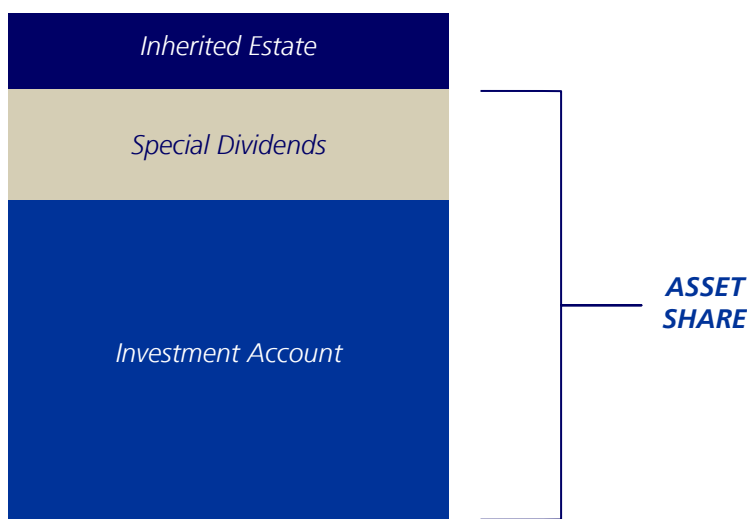 Inherited Estate
Special Dividends
Investment Account
ASSET
SHARE